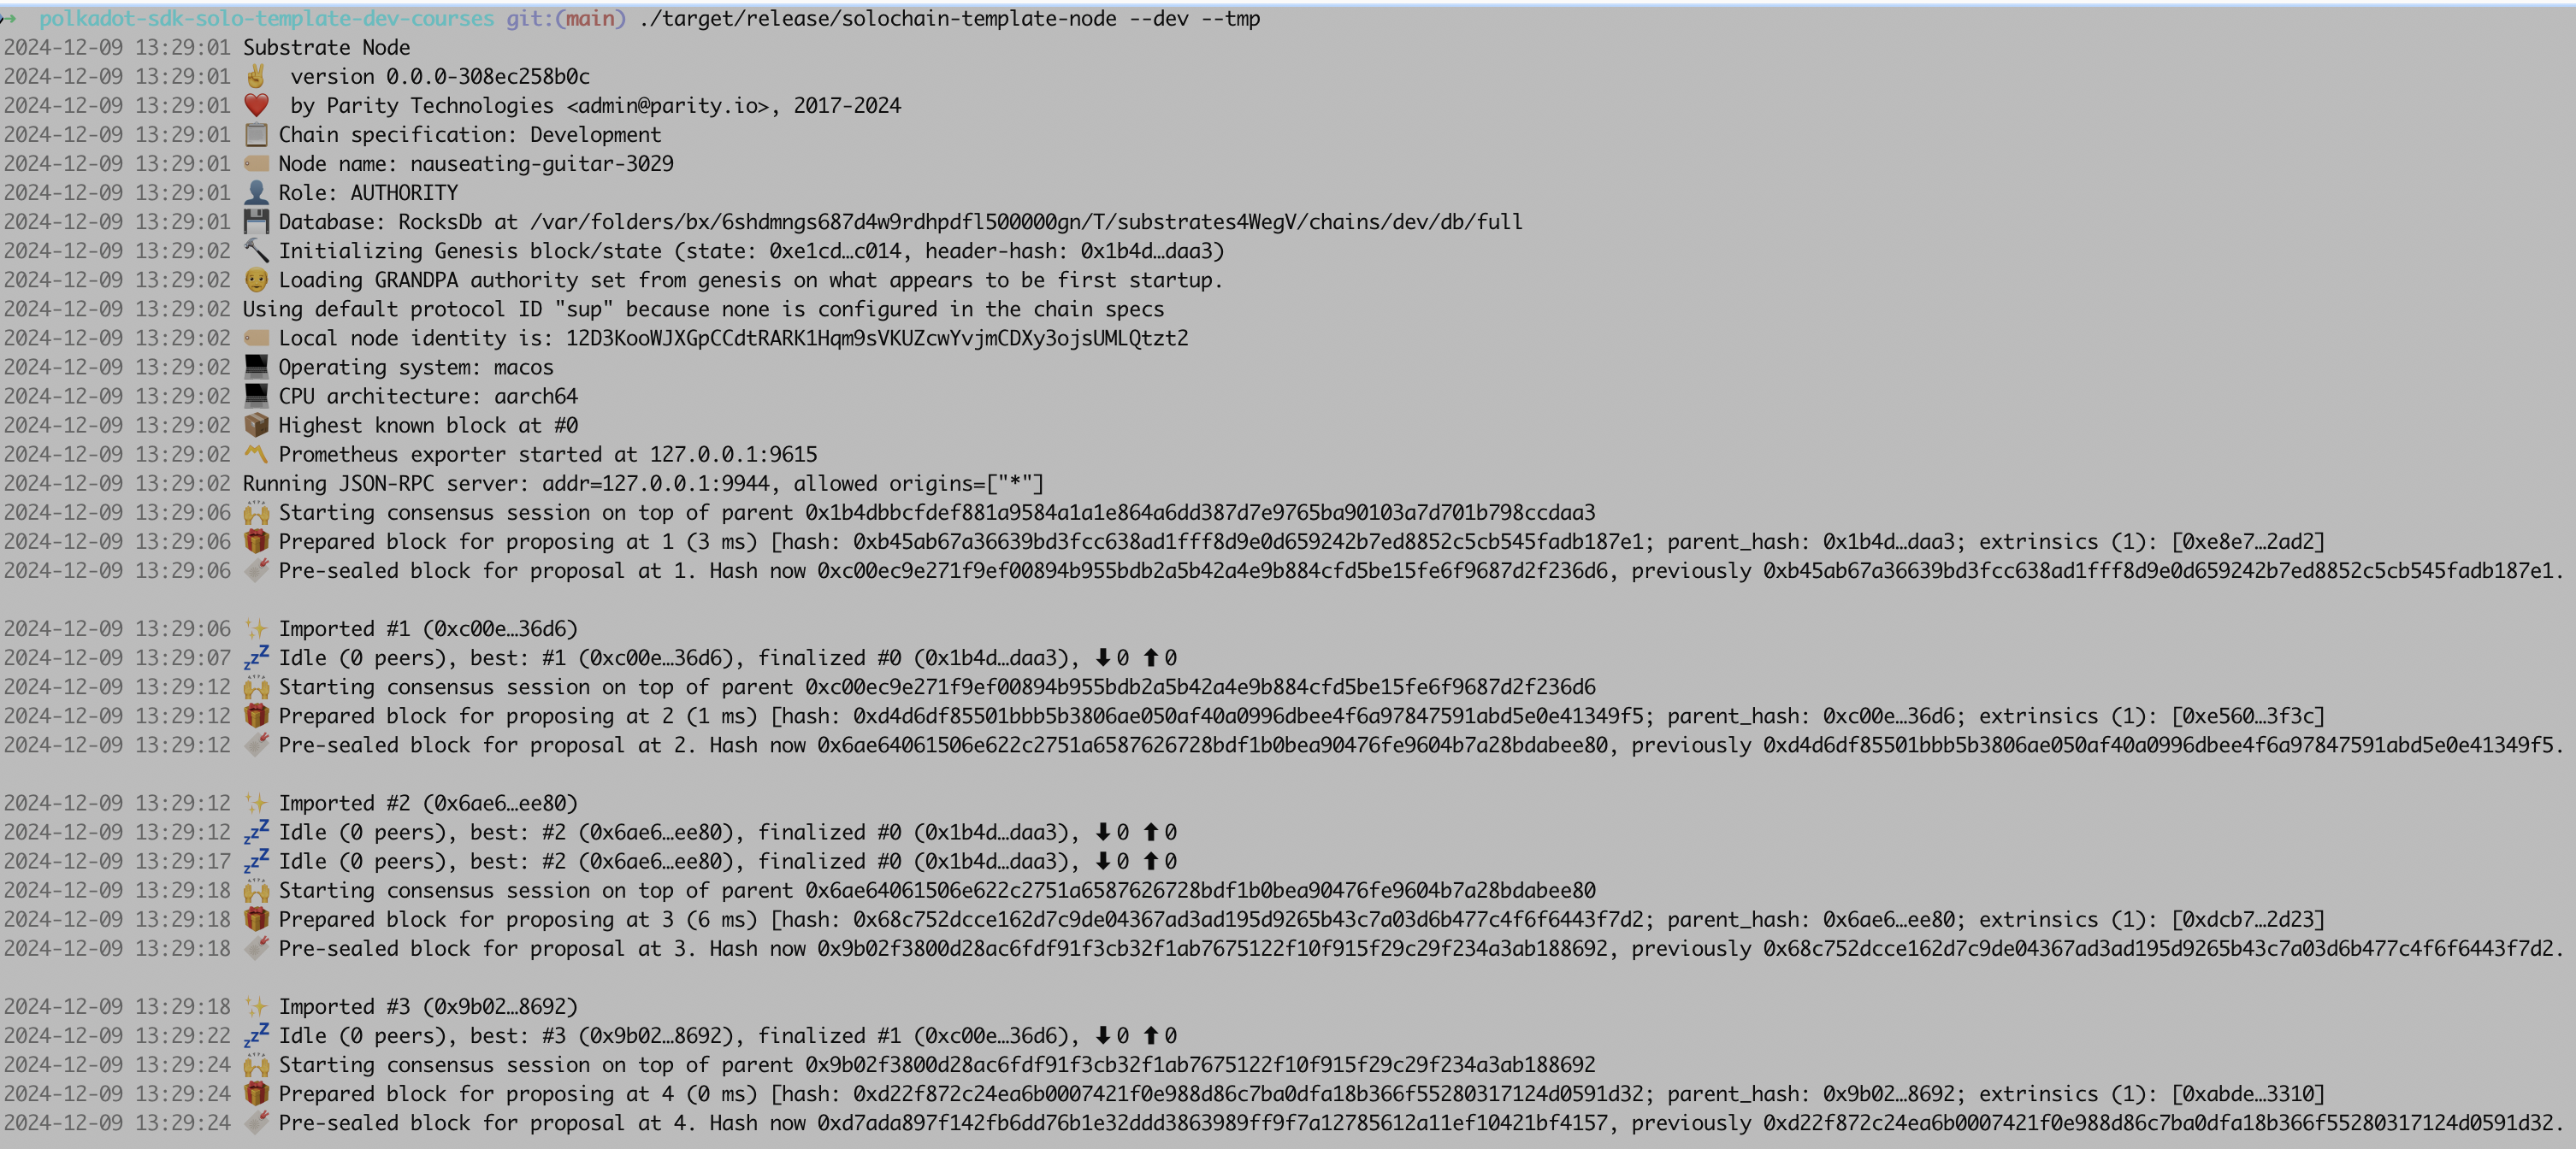 → polkadot-sdk-solo-template-dev-courses git:(main) ./target/release/solochain-template-node --dev --tmp
2024-12-09 13:29:01 Substrate Node
2024-12-09 13:29:01 ✌️ version 0.0.0-308ec258b0c
2024-12-09 13:29:01 ❤️ by Parity Technologies <admin@parity.io>, 2017-2024
2024-12-09 13:29:01 📋 Chain specification: Development
2024-12-09 13:29:01 🏷 Node name: nauseating-guitar-3029
2024-12-09 13:29:01 👤 Role: AUTHORITY
2024-12-09 13:29:01 💾 Database: RocksDb at /var/folders/bx/6shdmngs687d4w9rdhpdfl500000gn/T/substrates4WegV/chains/dev/db/full
2024-12-09 13:29:02 🔨 Initializing Genesis block/state (state: 0xe1cd…c014, header-hash: 0x1b4d…daa3)
2024-12-09 13:29:02 👴 Loading GRANDPA authority set from genesis on what appears to be first startup.
2024-12-09 13:29:02 Using default protocol ID "sup" because none is configured in the chain specs
2024-12-09 13:29:02 🏷 Local node identity is: 12D3KooWJXGpCCdtRARK1Hqm9sVKUZcwYvjmCDXy3ojsUMLQtzt2
2024-12-09 13:29:02 💻 Operating system: macos
2024-12-09 13:29:02 💻 CPU architecture: aarch64
2024-12-09 13:29:02 📦 Highest known block at #0
2024-12-09 13:29:02 〽️ Prometheus exporter started at 127.0.0.1:9615
2024-12-09 13:29:02 Running JSON-RPC server: addr=127.0.0.1:9944, allowed origins=["*"]
2024-12-09 13:29:06 🙌 Starting consensus session on top of parent 0x1b4dbbcfdef881a9584a1a1e864a6dd387d7e9765ba90103a7d701b798ccdaa3
2024-12-09 13:29:06 🎁 Prepared block for proposing at 1 (3 ms) [hash: 0xb45ab67a36639bd3fcc638ad1fff8d9e0d659242b7ed8852c5cb545fadb187e1; parent_hash: 0x1b4d…daa3; extrinsics (1): [0xe8e7…2ad2]
2024-12-09 13:29:06 🔖 Pre-sealed block for proposal at 1. Hash now 0xc00ec9e271f9ef00894b955bdb2a5b42a4e9b884cfd5be15fe6f9687d2f236d6, previously 0xb45ab67a36639bd3fcc638ad1fff8d9e0d659242b7ed8852c5cb545fadb187e1.
2024-12-09 13:29:06 ✨ Imported #1 (0xc00e…36d6)
2024-12-09 13:29:07 💤 Idle (0 peers), best: #1 (0xc00e…36d6), finalized #0 (0x1b4d…daa3), ⬇ 0 ⬆ 0
2024-12-09 13:29:12 🙌 Starting consensus session on top of parent 0xc00ec9e271f9ef00894b955bdb2a5b42a4e9b884cfd5be15fe6f9687d2f236d6
2024-12-09 13:29:12 🎁 Prepared block for proposing at 2 (1 ms) [hash: 0xd4d6df85501bbb5b3806ae050af40a0996dbee4f6a97847591abd5e0e41349f5; parent_hash: 0xc00e…36d6; extrinsics (1): [0xe560…3f3c]
2024-12-09 13:29:12 🔖 Pre-sealed block for proposal at 2. Hash now 0x6ae64061506e622c2751a6587626728bdf1b0bea90476fe9604b7a28bdabee80, previously 0xd4d6df85501bbb5b3806ae050af40a0996dbee4f6a97847591abd5e0e41349f5.
2024-12-09 13:29:12 ✨ Imported #2 (0x6ae6…ee80)
2024-12-09 13:29:12 💤 Idle (0 peers), best: #2 (0x6ae6…ee80), finalized #0 (0x1b4d…daa3), ⬇ 0 ⬆ 0
2024-12-09 13:29:17 💤 Idle (0 peers), best: #2 (0x6ae6…ee80), finalized #0 (0x1b4d…daa3), ⬇ 0 ⬆ 0
2024-12-09 13:29:18 🙌 Starting consensus session on top of parent 0x6ae64061506e622c2751a6587626728bdf1b0bea90476fe9604b7a28bdabee80
2024-12-09 13:29:18 🎁 Prepared block for proposing at 3 (6 ms) [hash: 0x68c752dcce162d7c9de04367ad3ad195d9265b43c7a03d6b477c4f6f6443f7d2; parent_hash: 0x6ae6…ee80; extrinsics (1): [0xdcb7…2d23]
2024-12-09 13:29:18 🔖 Pre-sealed block for proposal at 3. Hash now 0x9b02f3800d28ac6fdf91f3cb32f1ab7675122f10f915f29c29f234a3ab188692, previously 0x68c752dcce162d7c9de04367ad3ad195d9265b43c7a03d6b477c4f6f6443f7d2.
2024-12-09 13:29:18 ✨ Imported #3 (0x9b02…8692)
2024-12-09 13:29:22 💤 Idle (0 peers), best: #3 (0x9b02…8692), finalized #1 (0xc00e…36d6), ⬇ 0 ⬆ 0
2024-12-09 13:29:24 🙌 Starting consensus session on top of parent 0x9b02f3800d28ac6fdf91f3cb32f1ab7675122f10f915f29c29f234a3ab188692
2024-12-09 13:29:24 🎁 Prepared block for proposing at 4 (0 ms) [hash: 0xd22f872c24ea6b0007421f0e988d86c7ba0dfa18b366f55280317124d0591d32; parent_hash: 0x9b02…8692; extrinsics (1): [0xabde…3310]
2024-12-09 13:29:24 🔖 Pre-sealed block for proposal at 4. Hash now 0xd7ada897f142fb6dd76b1e32ddd3863989ff9f7a12785612a11ef10421bf4157, previously 0xd22f872c24ea6b0007421f0e988d86c7ba0dfa18b366f55280317124d0591d32.